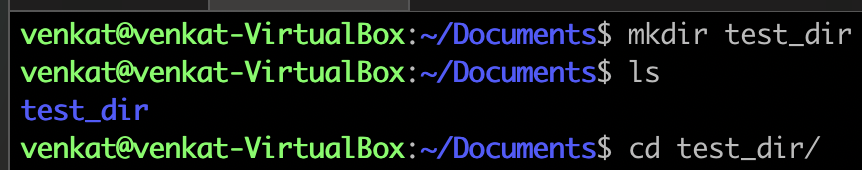 venkat@venkat-VirtualBox:~/Documents$ mkdir test_dir
venkat@venkat-VirtualBox:~/Documents$ ls
test_dir
venkat@venkat-VirtualBox:~/Documents$ cd test_dir/